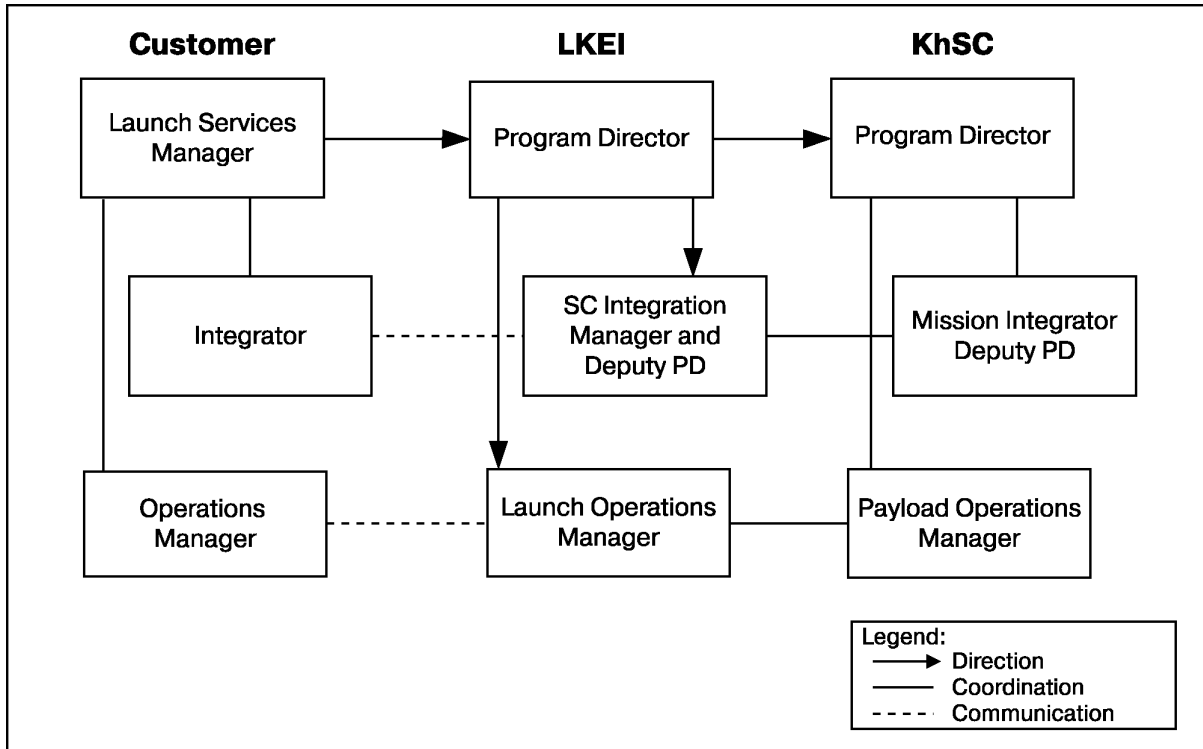 Customer
LKEI
KhSC
Launch Services
Manager
Program Director
Program Director
Integrator
SC Integration
Manager and
Deputy PD
Mission Integrator
Deputy PD
Operations
Manager
Launch Operations
Manager
Payload Operations
Manager
Legend:
Direction
Coordination
Communication